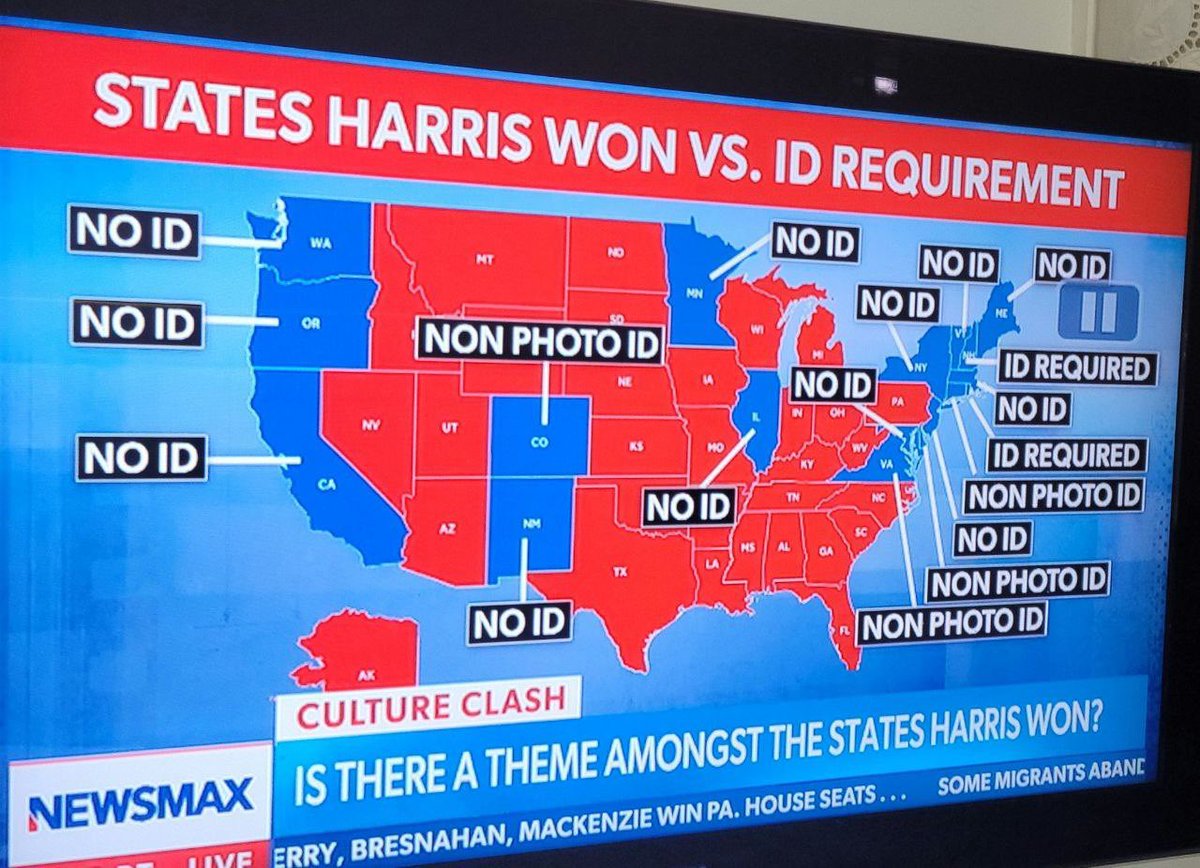 STATES HARRIS WON VS. ID REQUIREMENT
NO ID
NO ID
NO ID
NO ID
NO ID
NO ID
NO ID
NON PHOTO ID
NO ID
ID REQUIRED
NO ID
ID REQUIRED
NON PHOTO ID
NO ID
NO ID
NON PHOTO ID
NON PHOTO ID
NO ID
WA
MT
ND
MN
OR
SD
WI
MI
NY
ME
NE
IA
PA
NV
UT
CO
KS
MO
IL
IN
OH
WV
VA
KY
CA
AZ
NM
TN
NC
SC
TX
LA
MS
AL
GA
FL
AK
CULTURE CLASH
IS THERE A THEME AMONGST THE STATES HARRIS WON?
NEWSMAX
LIVE
ERRY, BRESNAHAN, MACKENZIE WIN PA. HOUSE SEATS... SOME MIGRANTS ABAND